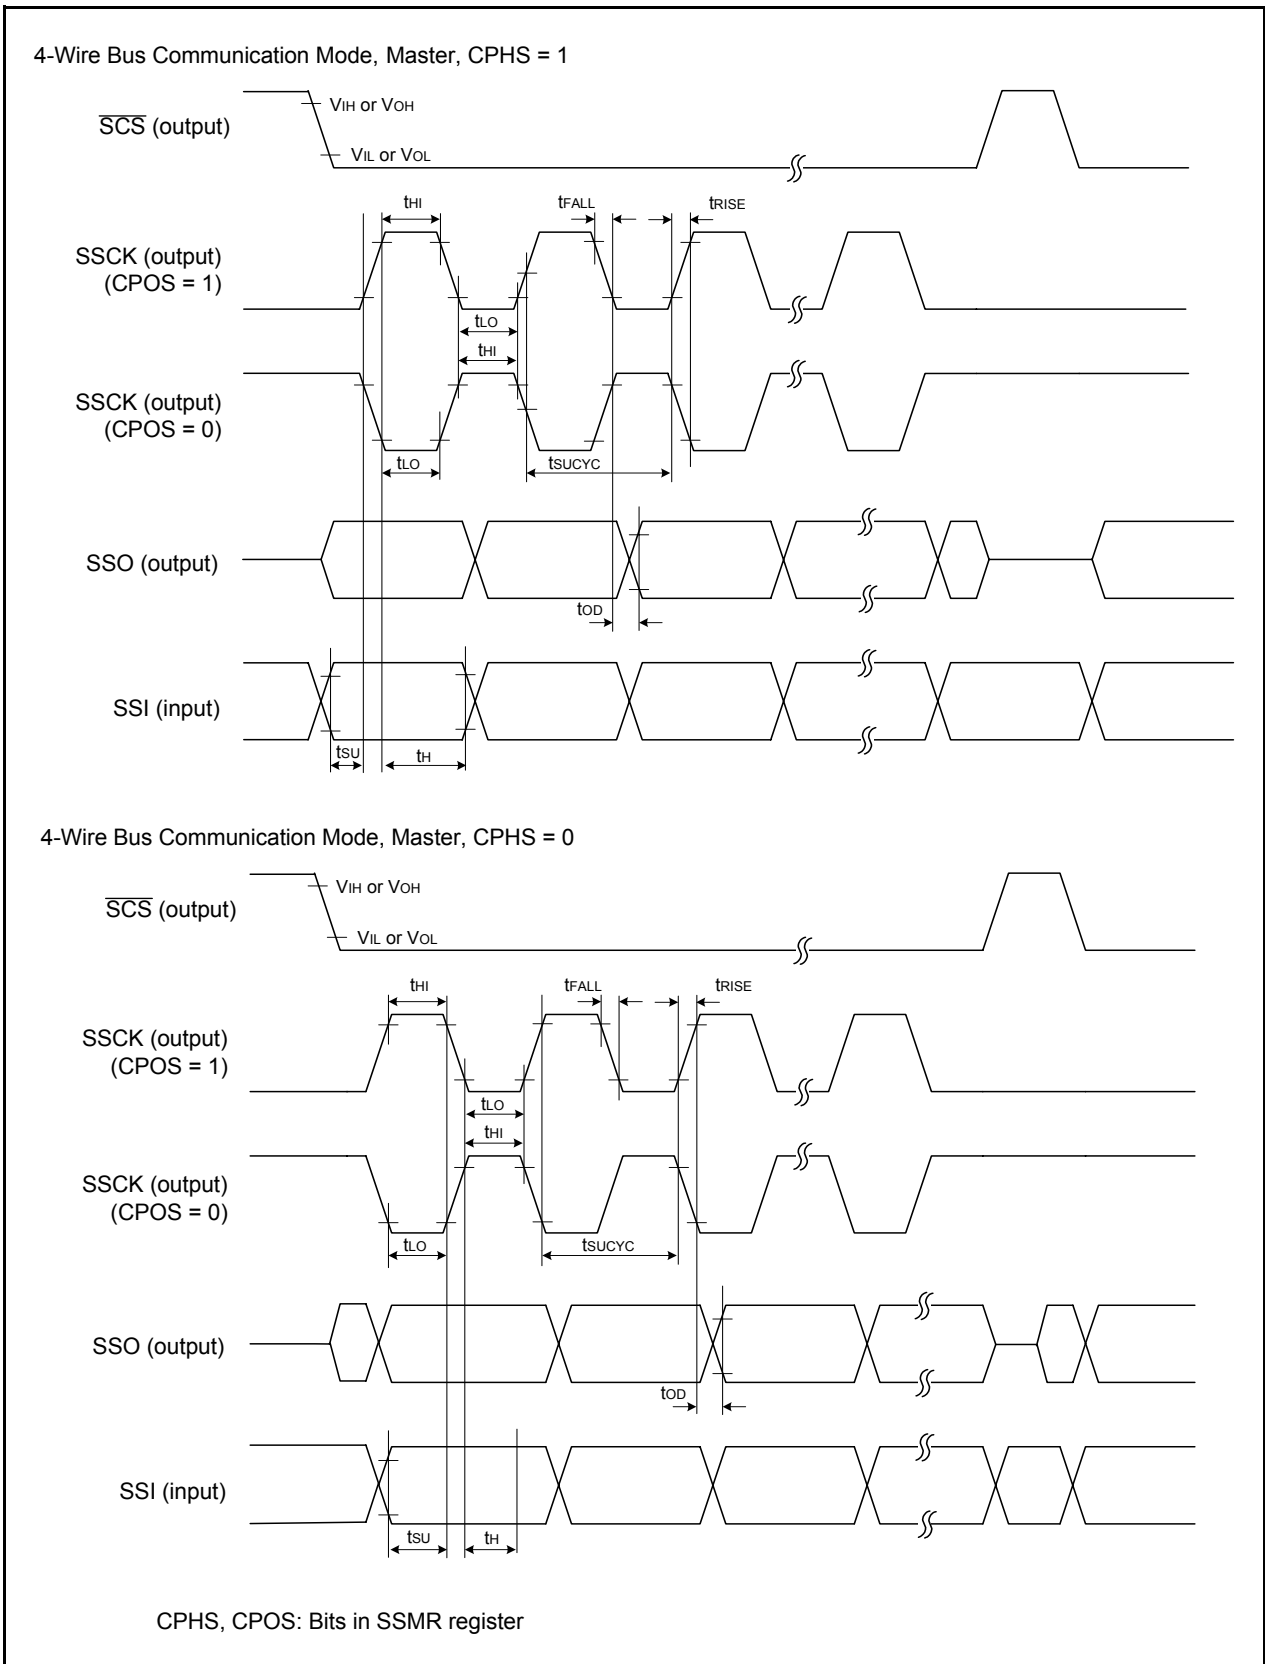 4-Wire Bus Communication Mode, Master, CPHS = 1
VIH or VOH
SCS (output)
VIL or VOL
tHI
tFALL
tRISE
SSCK (output)
(CPOS = 1)
tLO
tHI
SSCK (output)
(CPOS = 0)
tLO
tSUCYC
SSO (output)
tOD
SSI (input)
tSU
tH
4-Wire Bus Communication Mode, Master, CPHS = 0
VIH or VOH
SCS (output)
VIL or VOL
tHI
tFALL
tRISE
SSCK (output)
(CPOS = 1)
tLO
tHI
SSCK (output)
(CPOS = 0)
tLO
tSUCYC
SSO (output)
tOD
SSI (input)
tSU
tH
CPHS, CPOS: Bits in SSMR register